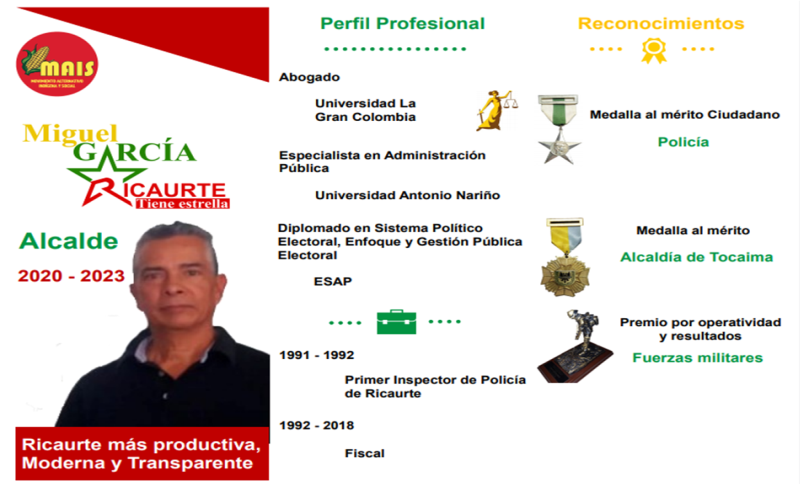 MAIS
MOVIMIENTO ALTERNATIVO
INDÍGENA Y SOCIAL
Miguel
GARCÍA
RICAURTE
Tiene estrella
Alcalde
2020 - 2023
Ricaurte más productiva,
Moderna y Transparente
Perfil Profesional
Abogado
Universidad La
Gran Colombia
Especialista en Administración
Pública
Universidad Antonio Nariño
Diplomado en Sistema Político
Electoral, Enfoque y Gestión Pública
Electoral
ESAP
1991 - 1992
Primer Inspector de Policía
de Ricaurte
1992 - 2018
Fiscal
Reconocimientos
Medalla al mérito Ciudadano
Policía
Medalla al mérito
Alcaldía de Tocaima
Premio por operatividad
y resultados
Fuerzas militares